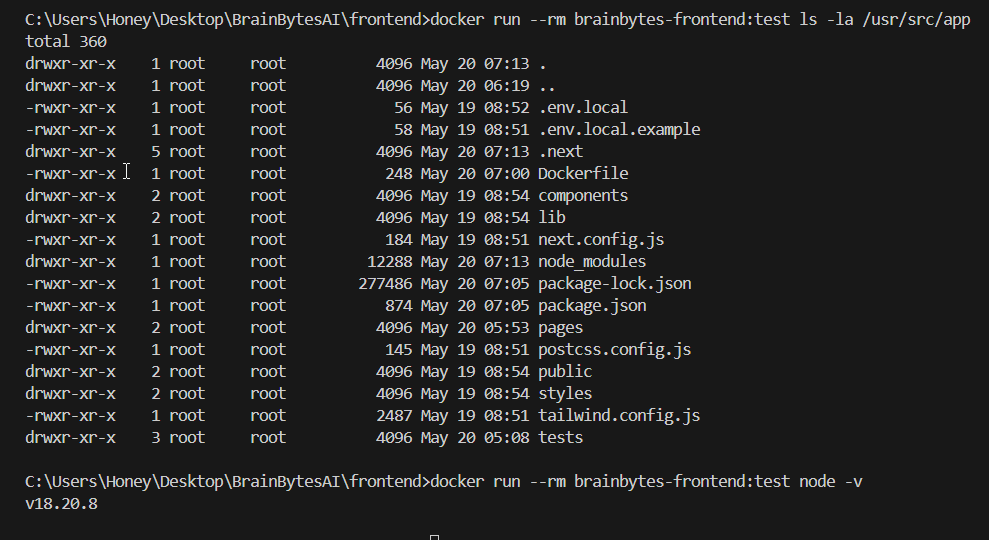 C:\Users\Honey\Desktop\BrainBytesAI\frontend>docker run --rm brainbytes-frontend:test ls -la /usr/src/app
total 360
drwxr-xr-x    1 root     root          4096 May 20 07:13 .
drwxr-xr-x    1 root     root          4096 May 20 06:19 ..
-rwxr-xr-x    1 root     root            56 May 19 08:52 .env.local
-rwxr-xr-x    1 root     root            58 May 19 08:51 .env.local.example
drwxr-xr-x    5 root     root          4096 May 20 07:13 .next
-rwxr-xr-x    1 root     root           248 May 20 07:00 Dockerfile
drwxr-xr-x    2 root     root          4096 May 19 08:54 components
drwxr-xr-x    2 root     root          4096 May 19 08:54 lib
-rwxr-xr-x    1 root     root           184 May 19 08:51 next.config.js
drwxr-xr-x    1 root     root         12288 May 20 07:13 node_modules
-rwxr-xr-x    1 root     root        277486 May 20 07:05 package-lock.json
-rwxr-xr-x    1 root     root           874 May 20 07:05 package.json
drwxr-xr-x    2 root     root          4096 May 20 05:53 pages
-rwxr-xr-x    1 root     root           145 May 19 08:51 postcss.config.js
drwxr-xr-x    2 root     root          4096 May 19 08:54 public
drwxr-xr-x    2 root     root          4096 May 19 08:54 styles
-rwxr-xr-x    1 root     root          2487 May 19 08:51 tailwind.config.js
drwxr-xr-x    3 root     root          4096 May 20 05:08 tests
C:\Users\Honey\Desktop\BrainBytesAI\frontend>docker run --rm brainbytes-frontend:test node -v
v18.20.8